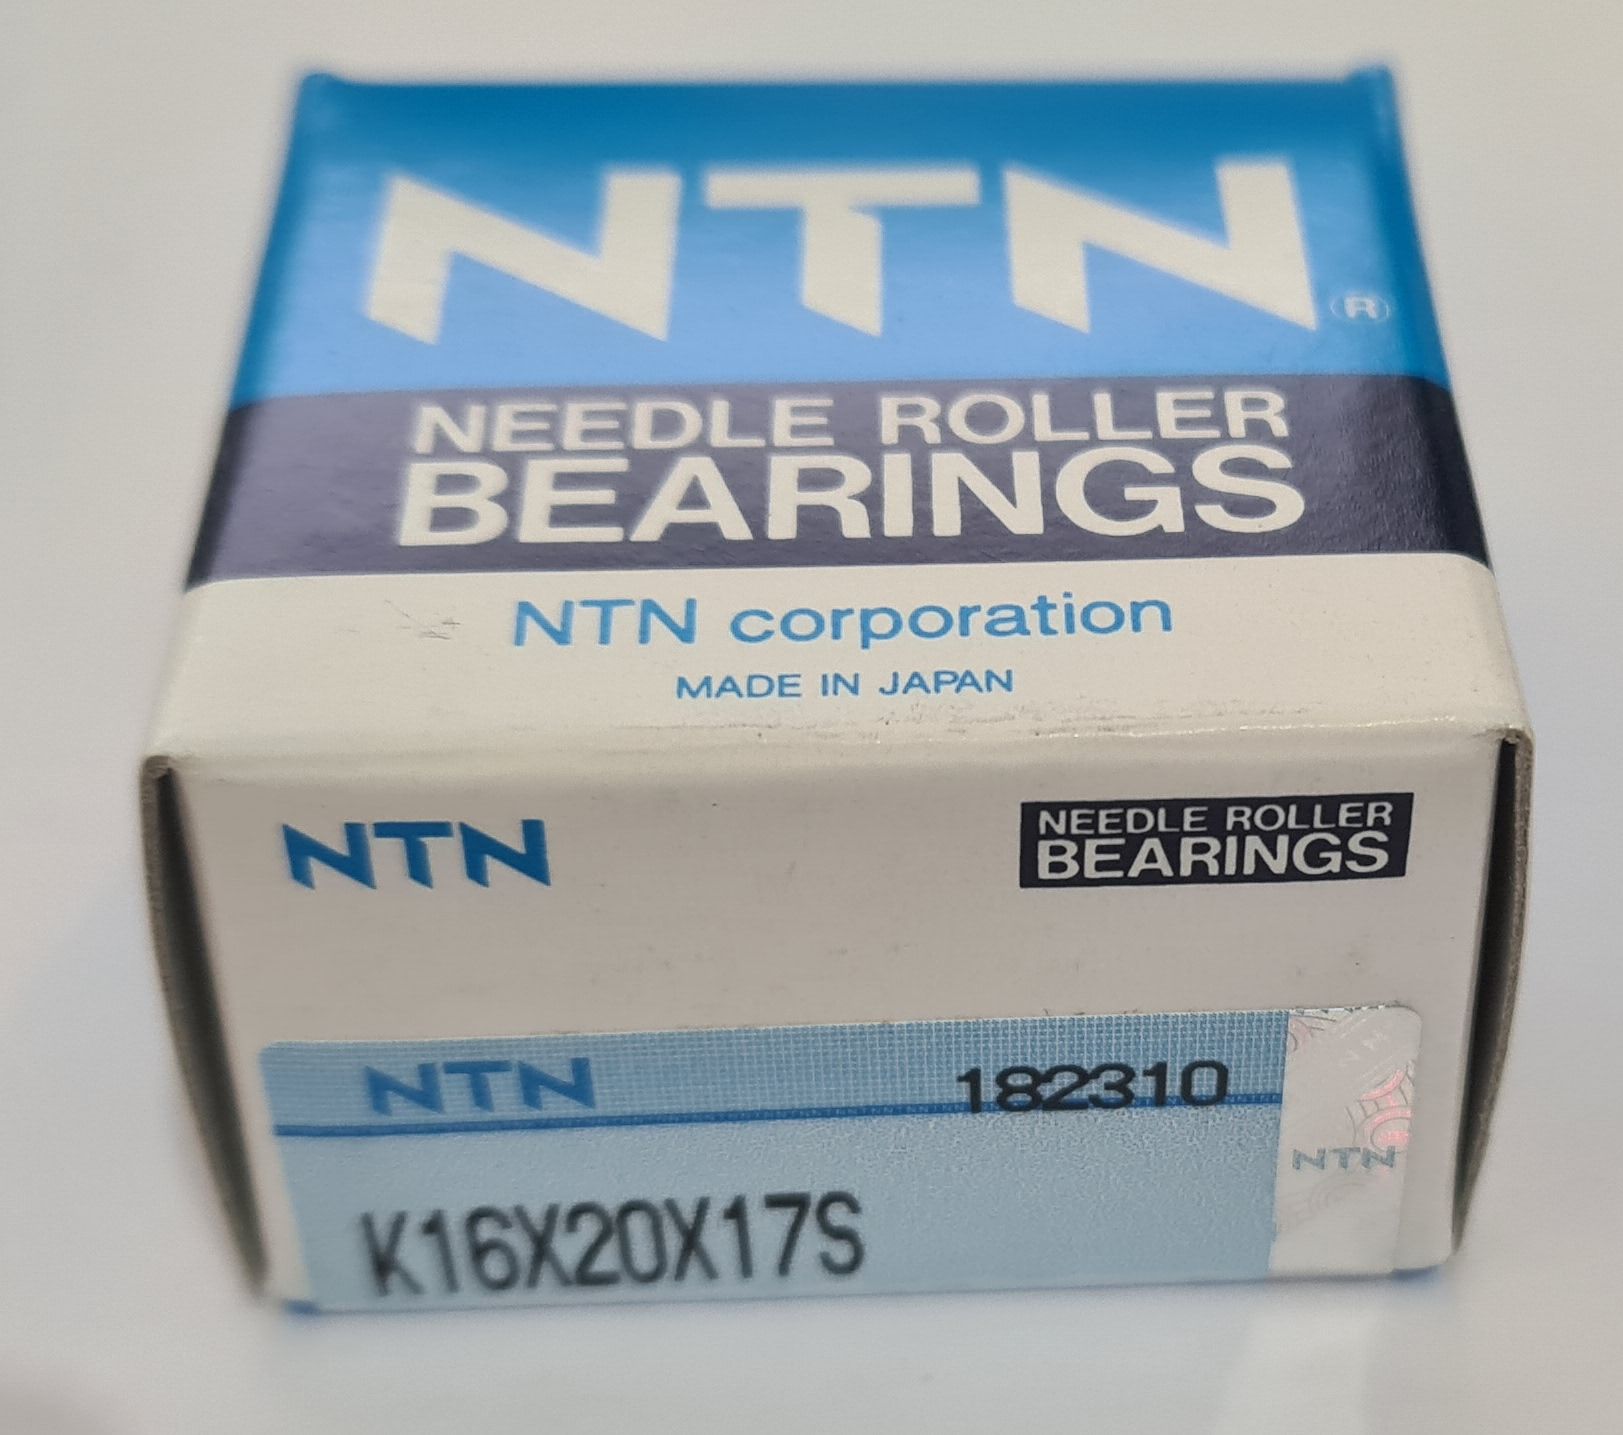 NTN®
NEEDLE ROLLER
BEARINGS
NTN corporation
MADE IN JAPAN
NTN
NEEDLE ROLLER
BEARINGS
NTN 182310
K16X20X17S
NTN